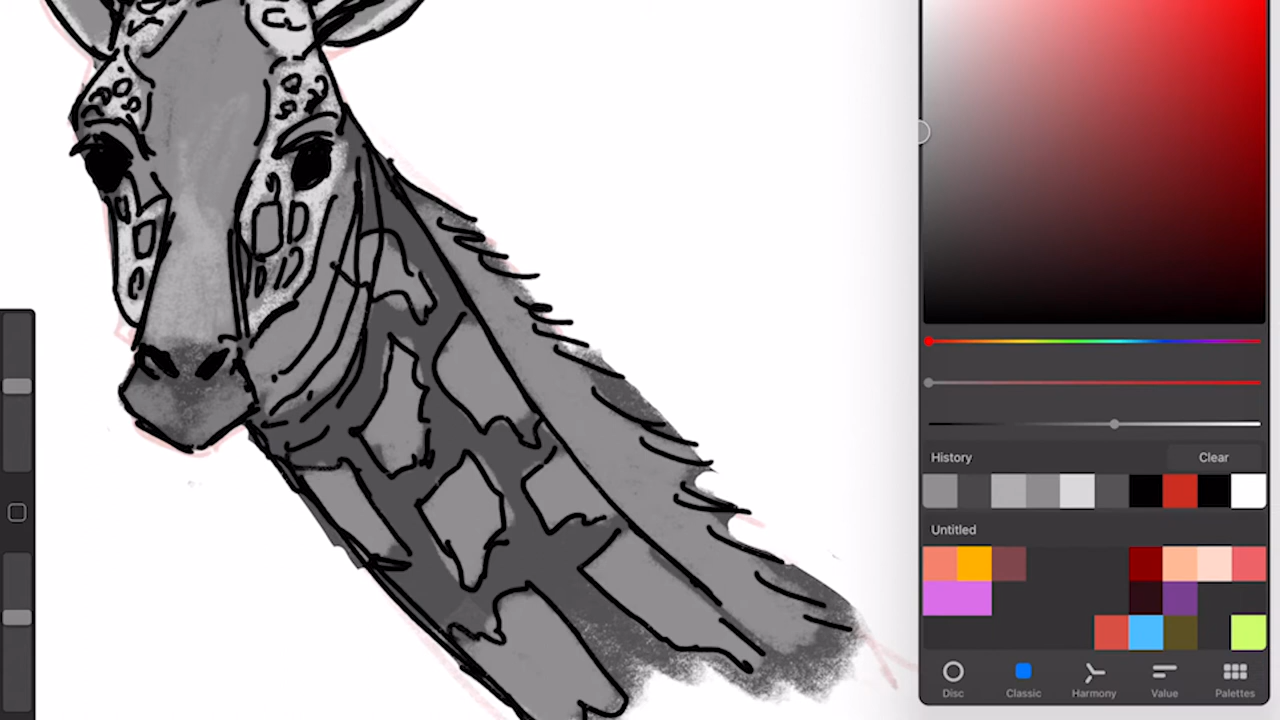 History
Clear
Untitled
Disc
Classic
Harmony
Value
Palettes